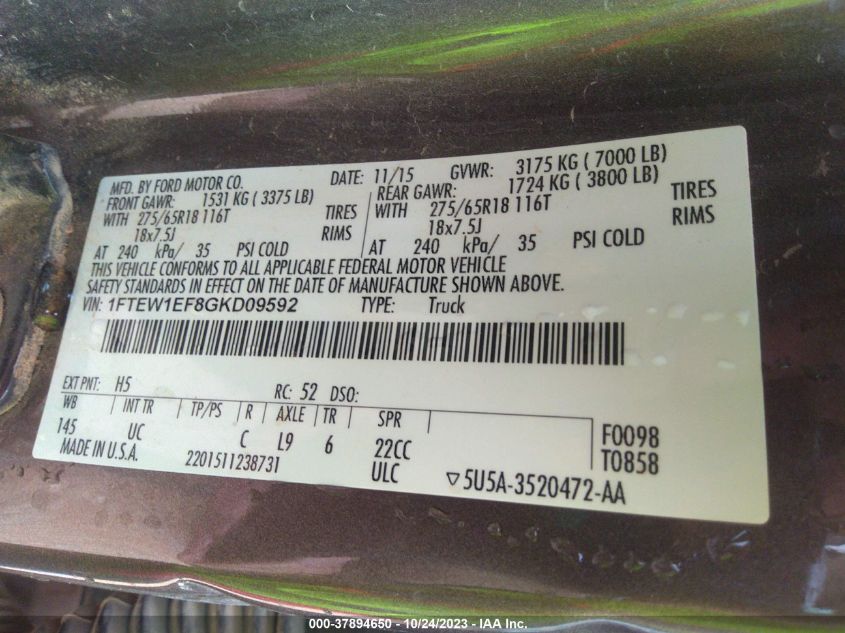 MFD. BY FORD MOTOR CO. DATE: 11/15 GVWR: 3175 KG ( 7000 LB)
FRONT GAWR: 1531 KG ( 3375 LB) REAR GAWR: 1724 KG ( 3800 LB)
WITH 275/65R18 116T TIRES WITH 275/65R18 116T TIRES
18x7.5J RIMS 18x7.5J RIMS
AT 240 kPa/ 35 PSI COLD AT 240 kPa/ 35 PSI COLD
THIS VEHICLE CONFORMS TO ALL APPLICABLE FEDERAL MOTOR VEHICLE
SAFETY STANDARDS IN EFFECT ON THE DATE OF MANUFACTURE SHOWN ABOVE.
VIN: 1FTEW1EF8GKD09592 TYPE: Truck
EXT PNT: H5 RC: 52 DSO:
WB INT TR TP/PS R AXLE TR SPR
145 UC C L9 6 22CC F0098
MADE IN U.S.A. 2201511238731 ULC T0858
▽5U5A-3520472-AA
000-37894650 • 10/24/2023 - IAA Inc.